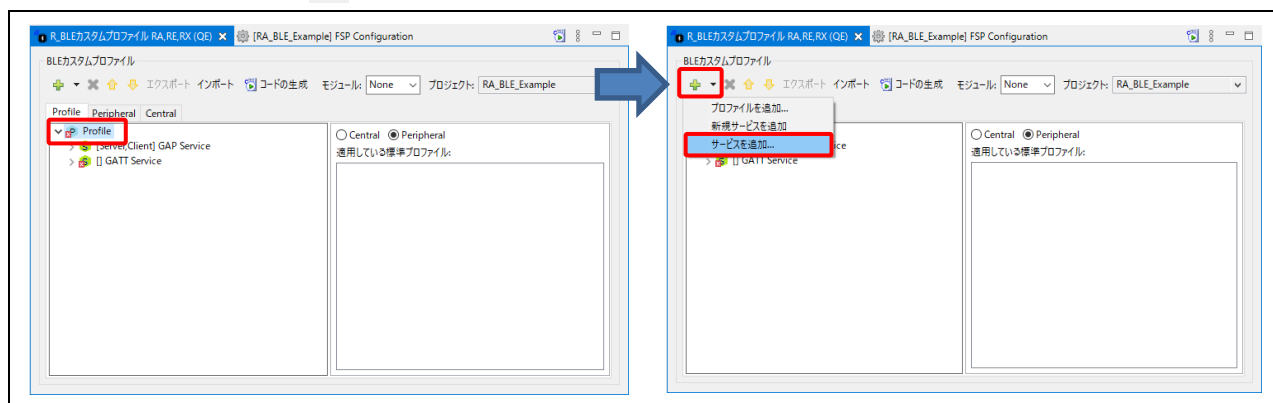 R_BLEカスタムプロファイル RA,RE,RX (QE) [RA_BLE_Example] FSP Configuration
BLEカスタムプロファイル
エクスポート インポート コードの生成 モジュール: None プロジェクト: RA_BLE_Example
Profile Peripheral Central
Profile
[Server,Client] GAP Service
[] GATT Service
Central Peripheral
適用している標準プロファイル:
R_BLEカスタムプロファイル RA,RE,RX (QE) [RA_BLE_Example] FSP Configuration
BLEカスタムプロファイル
エクスポート インポート コードの生成 モジュール: None プロジェクト: RA_BLE_Example
プロファイルを追加...
新規サービスを追加
サービスを追加...
ice
[] GATT Service
Central Peripheral
適用している標準プロファイル: